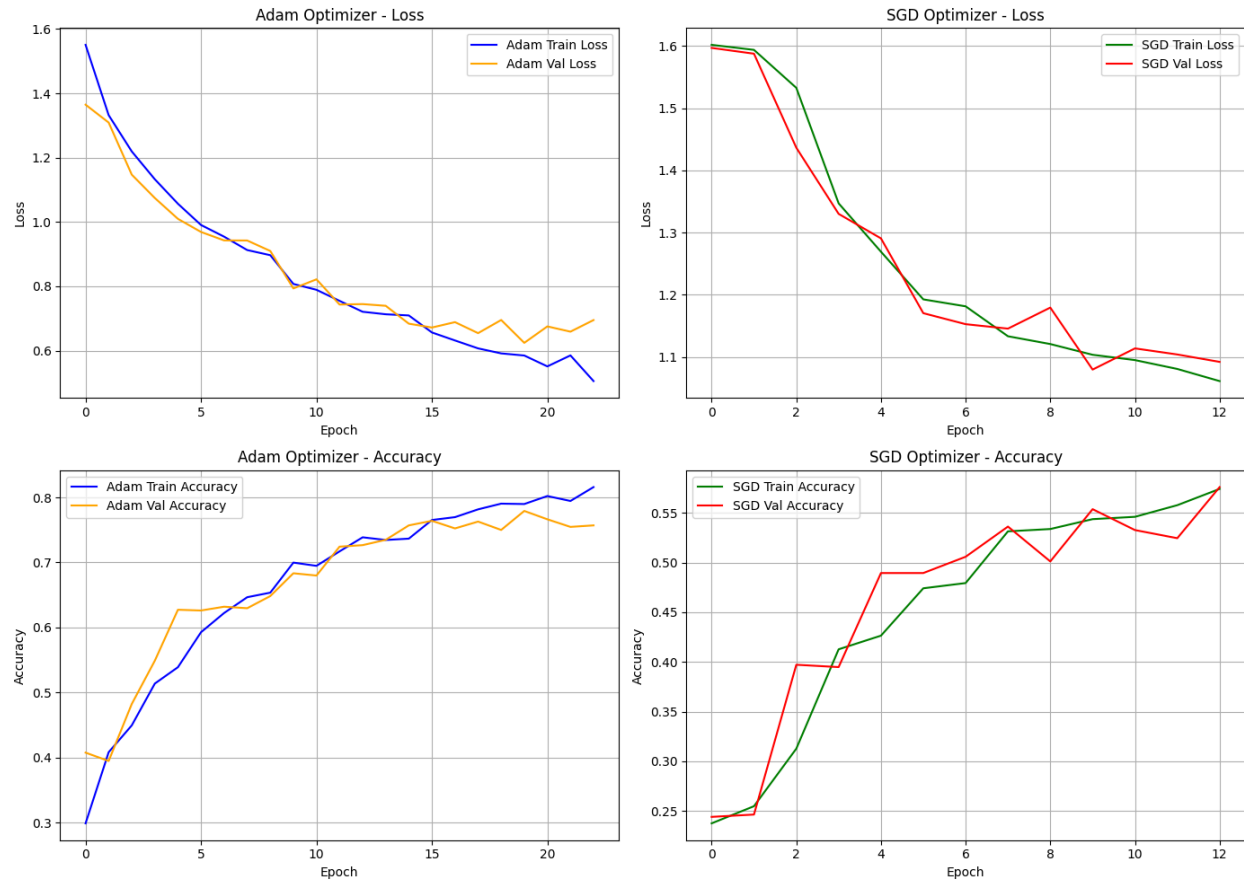 Adam Optimizer - Loss
1.6
1.4
1.2
1.0
0.8
0.6
Loss
Adam Train Loss
Adam Val Loss
0 5 10 15 20
Epoch
SGD Optimizer - Loss
1.6
1.5
1.4
1.3
1.2
1.1
Loss
SGD Train Loss
SGD Val Loss
0 2 4 6 8 10 12
Epoch
Adam Optimizer - Accuracy
0.8
0.7
0.6
0.5
0.4
0.3
Accuracy
Adam Train Accuracy
Adam Val Accuracy
0 5 10 15 20
Epoch
SGD Optimizer - Accuracy
0.55
0.50
0.45
0.40
0.35
0.30
0.25
Accuracy
SGD Train Accuracy
SGD Val Accuracy
0 2 4 6 8 10 12
Epoch